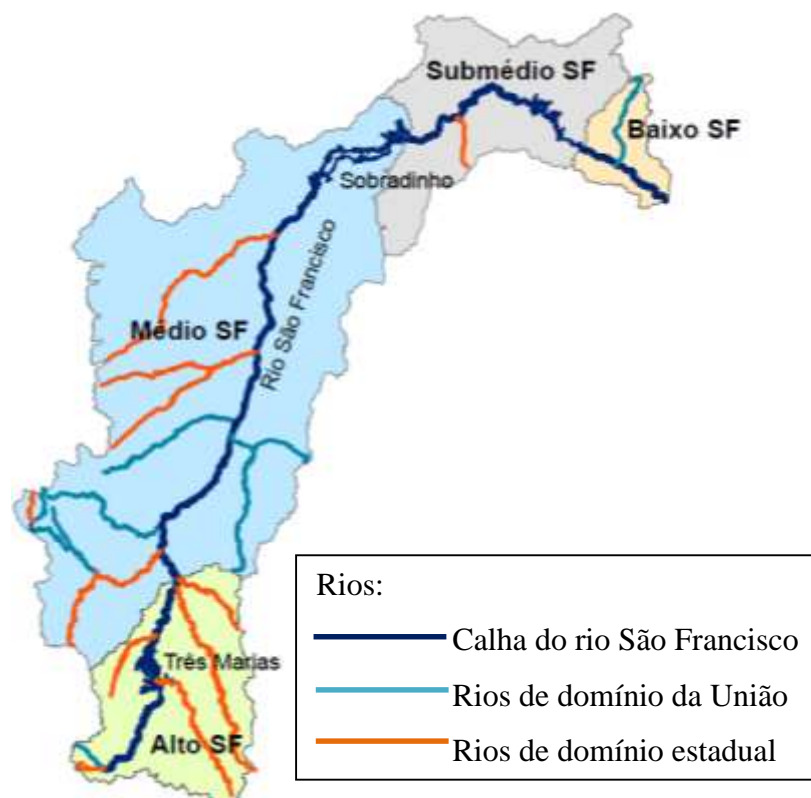 Submédio SF
Baixo SF
Sobradinho
Rio São Francisco
Médio SF
Três Marias
Alto SF
Rios:
Calha do rio São Francisco
Rios de domínio da União
Rios de domínio estadual